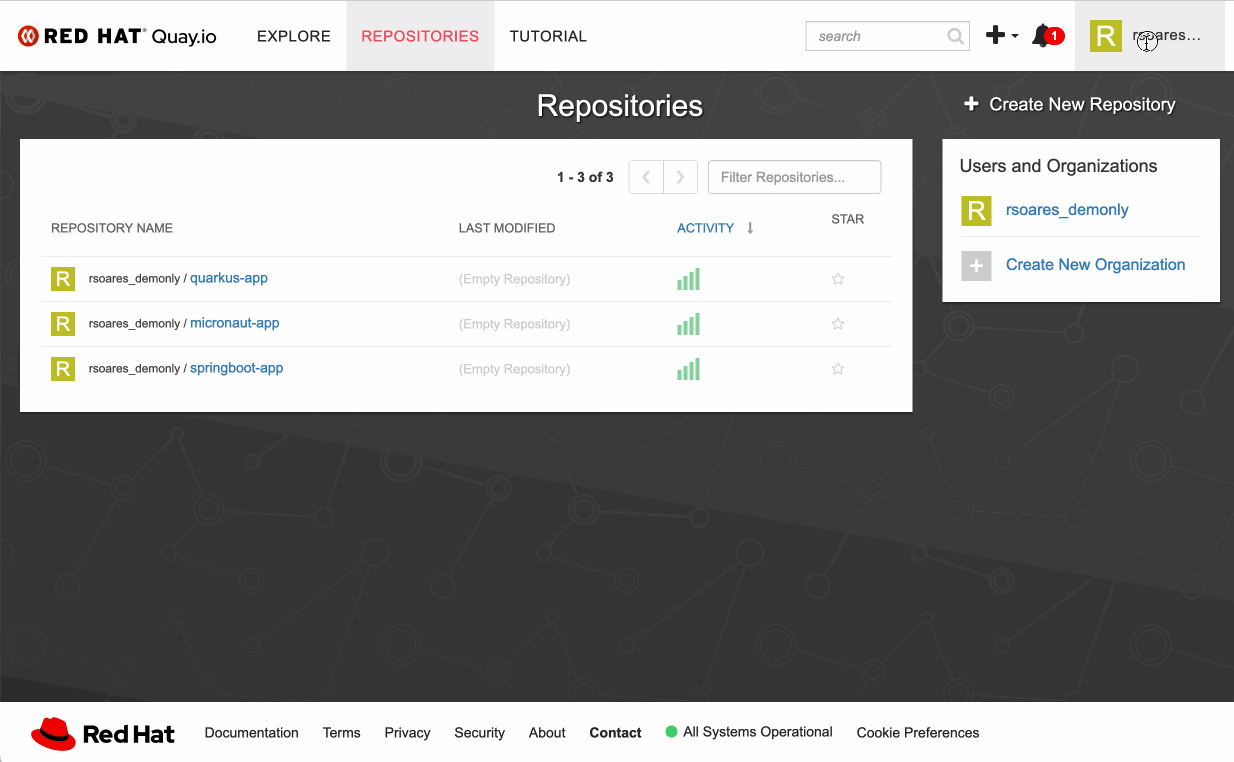 RED HAT Quay.io EXPLORE REPOSITORIES TUTORIAL search 1 R rsoares...
Repositories
Create New Repository
1 - 3 of 3 Filter Repositories...
REPOSITORY NAME LAST MODIFIED ACTIVITY STAR
R rsoares_demonly / quarkus-app (Empty Repository)
R rsoares_demonly / micronaut-app (Empty Repository)
R rsoares_demonly / springboot-app (Empty Repository)
Users and Organizations
R rsoares_demonly
Create New Organization
Red Hat Documentation Terms Privacy Security About Contact All Systems Operational Cookie Preferences